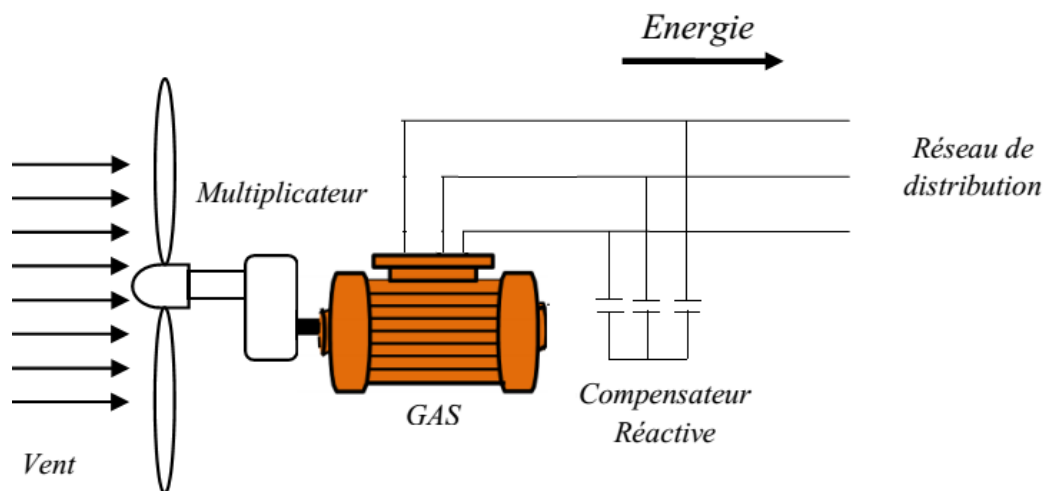 Energie
Réseau de
distribution
Multiplicateur
GAS
Compensateur
Réactive
Vent